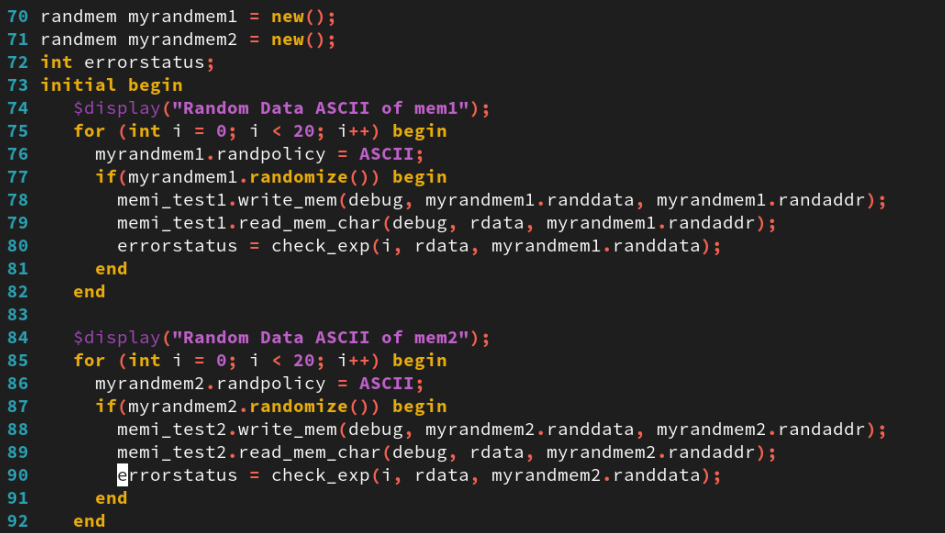 70 randmem myrandmem1 = new();
71 randmem myrandmem2 = new();
72 int errorstatus;
73 initial begin
74    $display("Random Data ASCII of mem1");
75    for (int i = 0; i < 20; i++) begin
76      myrandmem1.randpolicy = ASCII;
77      if(myrandmem1.randomize()) begin
78        memi_test1.write_mem(debug, myrandmem1.randdata, myrandmem1.randaddr);
79        memi_test1.read_mem_char(debug, rdata, myrandmem1.randaddr);
80        errorstatus = check_exp(i, rdata, myrandmem1.randdata);
81      end
82    end
83
84    $display("Random Data ASCII of mem2");
85    for (int i = 0; i < 20; i++) begin
86      myrandmem2.randpolicy = ASCII;
87      if(myrandmem2.randomize()) begin
88        memi_test2.write_mem(debug, myrandmem2.randdata, myrandmem2.randaddr);
89        memi_test2.read_mem_char(debug, rdata, myrandmem2.randaddr);
90        errorstatus = check_exp(i, rdata, myrandmem2.randdata);
91      end
92    end